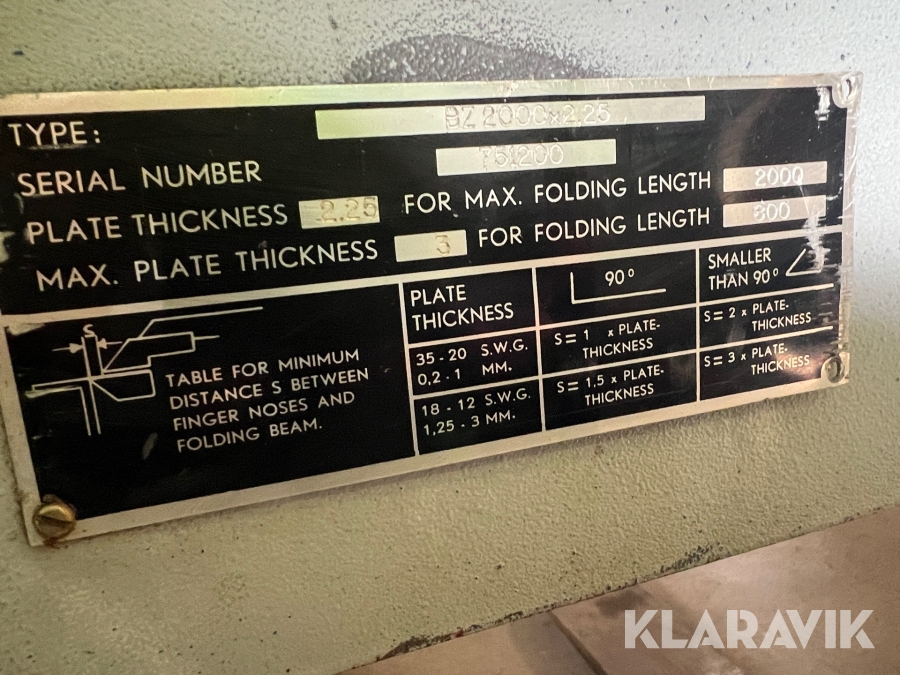 TYPE: BZ 2000x2.25
SERIAL NUMBER 751200
PLATE THICKNESS 2.25 FOR MAX. FOLDING LENGTH 2000
MAX. PLATE THICKNESS 3 FOR FOLDING LENGTH 800
S
TABLE FOR MINIMUM
DISTANCE S BETWEEN
FINGER NOSES AND
FOLDING BEAM.
PLATE
THICKNESS
90°
SMALLER
THAN 90°
35-20 S.W.G.
0,2-1 MM.
S= 1 x PLATE-
THICKNESS
S= 2 x PLATE-
THICKNESS
18 - 12 S.W.G.
1,25 - 3 MM.
S= 1,5 x PLATE-
THICKNESS
S= 3 x PLATE-
THICKNESS
KLARAVIK